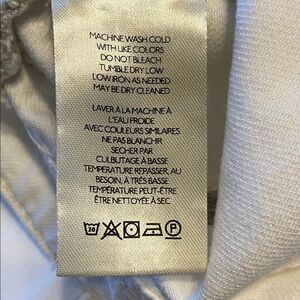 MACHINE WASH COLD
WITH LIKE COLORS
DO NOT BLEACH
TUMBLE DRY LOW
LOW IRON AS NEEDED
MAY BE DRY CLEANED
LAVER À LA MACHINE À
L'EAU FROIDE
AVEC COULEURS SIMILAIRES
NE PAS BLANCHIR
SECHER PAR
CULBUTAGE À BASSE
TEMPÉRATURE REPASSER, AU
BESOIN, À TRÈS BASSE
TEMPÉRATURE PEUT-ÊTRE
ÊTRE NETTOYÉE À SEC
30 P